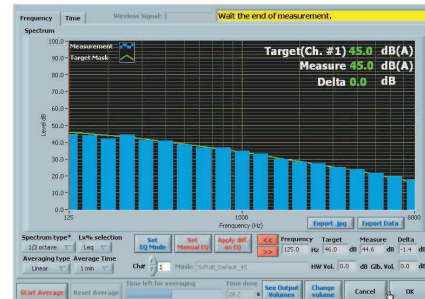 Frequency Time Wireless Signal: 1 Wait the end of measurement.
Spectrum
Measurement
Target Mask
Target(Ch. #1) 45.0 dB(A)
Measure 45.0 dB(A)
Delta 0.0 dB
100.0
90.0
80.0
70.0
60.0
50.0
40.0
30.0
20.0
10.0
0.0
Level dB
125 1000 8000
Frenquency (Hz)
Export .jpg Export Data
Spectrum type* Lx/% selection
1/3 octave Leq
Averaging type Average Time
Linear 1 min
Set EQ Mode
Set Manual EQ
Apply diff. on EQ
<< >>
Frequency Target Measure Delta
125.0 Hz 46.0 dB 44.6 dB -1.4 dB
Ch# 1 Mask: SoftdB_Default_45
HW Vol. 0.0 dB Glb. Vol. 0.0 dB
Start Average Reset Average
Time left for averaging Time done
28.2 s
See Output Volumes
Change volume
Cancel OK